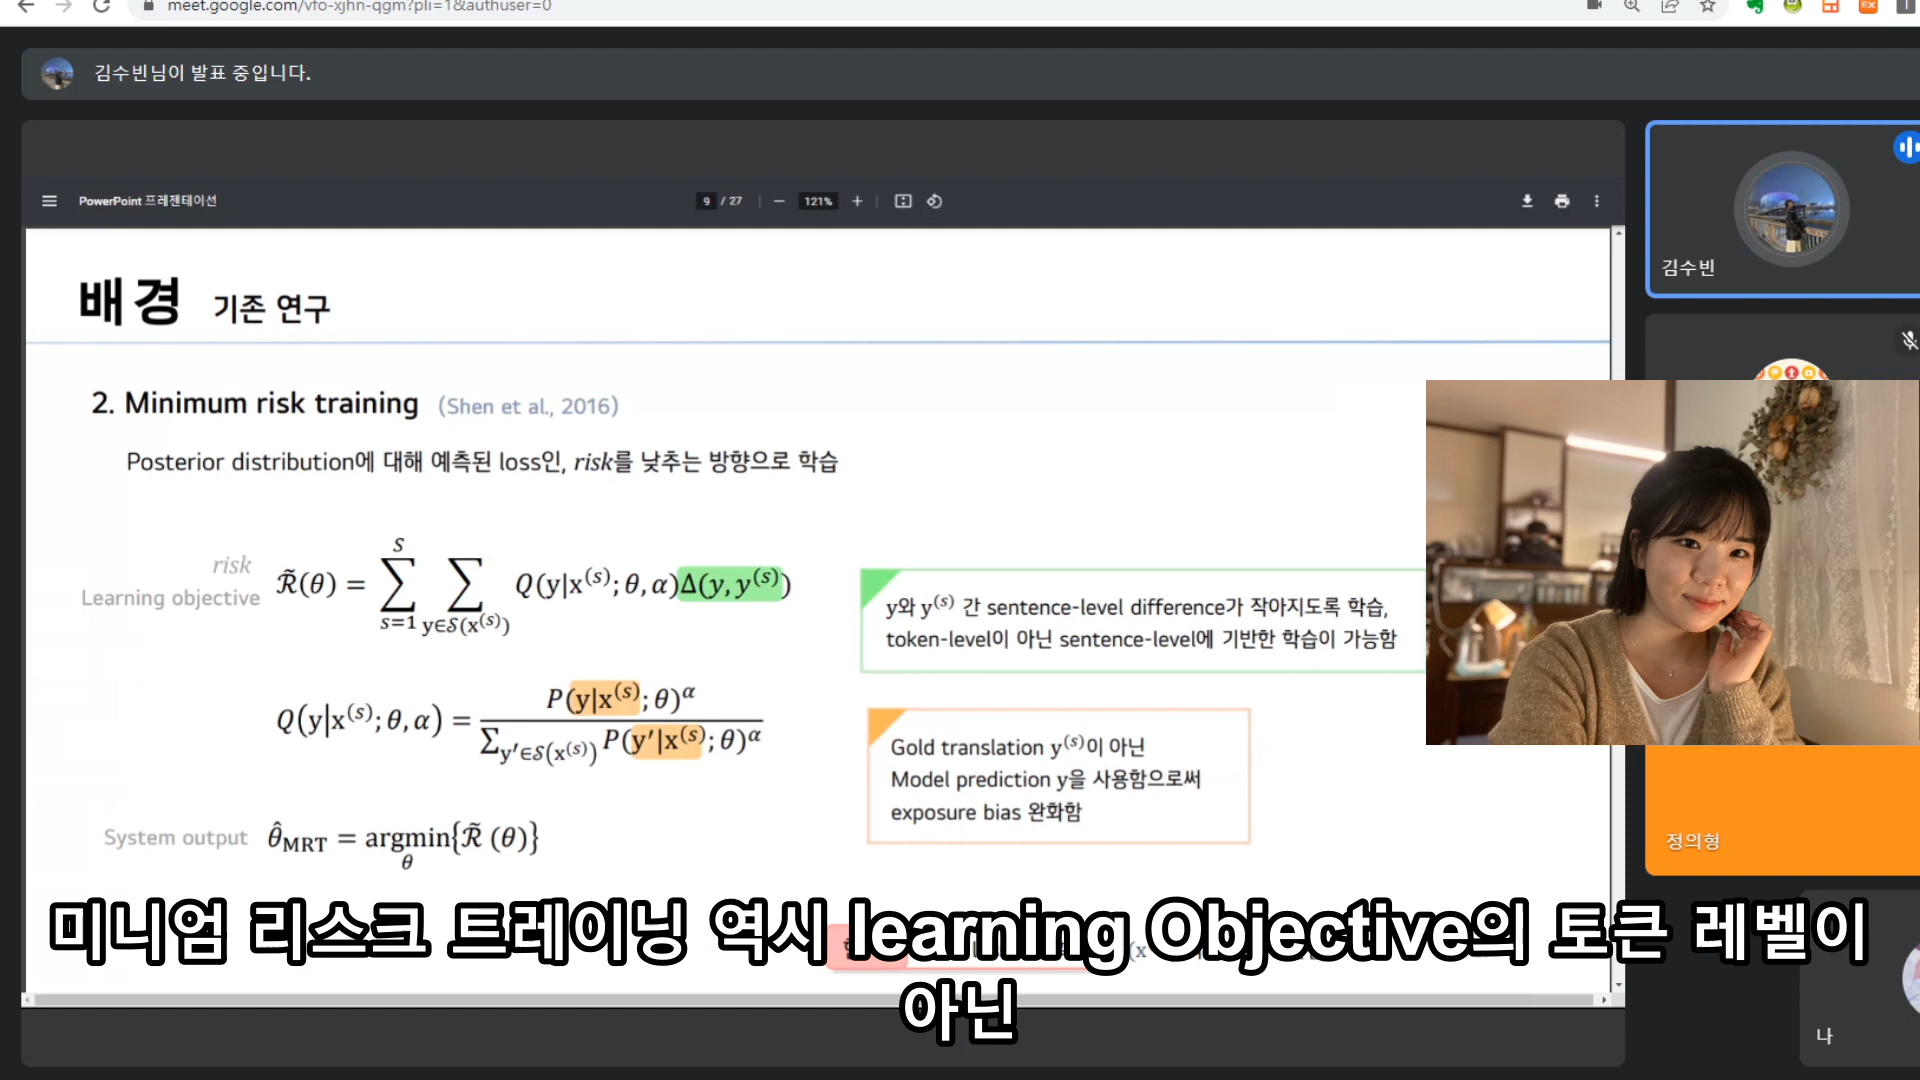 meet.google.com/vfo-xjhn-qgm?pli=1&authuser=0
김수빈님이 발표 중입니다.
PowerPoint 프레젠테이션
9 / 27
121%
김수빈
배경 기존 연구
2. Minimum risk training (Shen et al., 2016)
Posterior distribution에 대해 예측된 loss인, risk를 낮추는 방향으로 학습
risk
Learning objective
R̃(θ) = ∑_{s=1}^{S} ∑_{y∈𝒮(x^{(s)})} Q(y|x^{(s)}; θ, α)Δ(y, y^{(s)})
y와 y^{(s)} 간 sentence-level difference가 작아지도록 학습,
token-level이 아닌 sentence-level에 기반한 학습이 가능함
Q(y|x^{(s)}; θ, α) = P(y|x^{(s)}; θ)^α / ∑_{y′∈𝒮(x^{(s)})} P(y′|x^{(s)}; θ)^α
Gold translation y^{(s)}이 아닌
Model prediction y을 사용함으로써
exposure bias 완화함
System output θ̂_MRT = argmin_θ{R̃ (θ)}
정의형
미니엄 리스크 트레이닝 역시 learning Objective의 토큰 레벨이
아닌
나